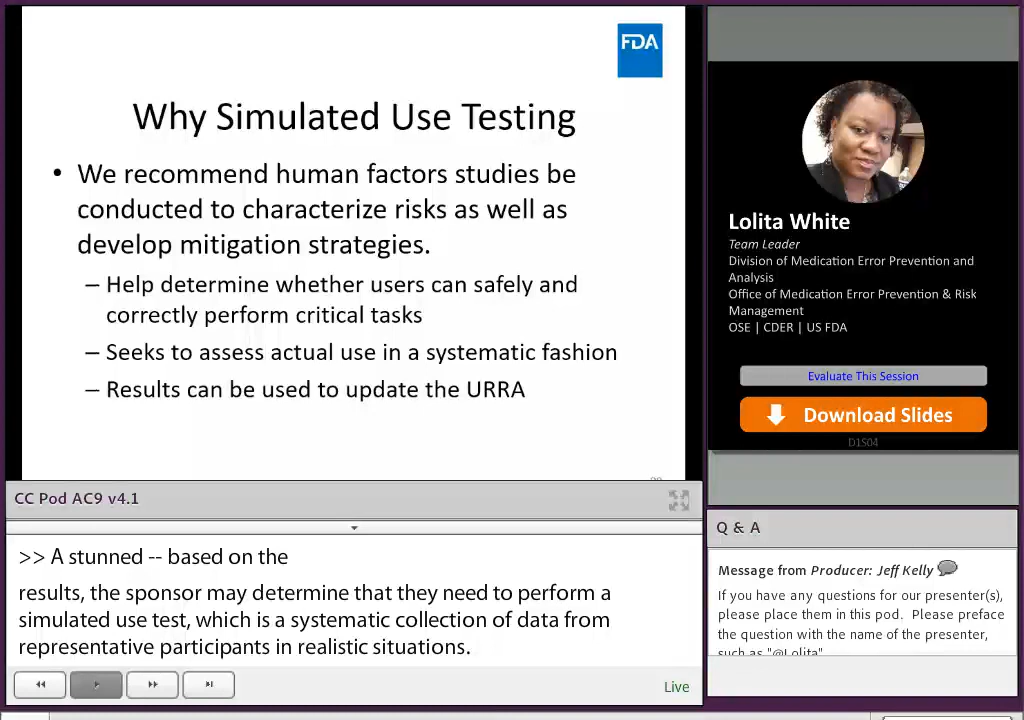 FDA
Why Simulated Use Testing
• We recommend human factors studies be
conducted to characterize risks as well as
develop mitigation strategies.
– Help determine whether users can safely and
correctly perform critical tasks
– Seeks to assess actual use in a systematic fashion
– Results can be used to update the URRA
CC Pod AC9 v4.1
>> A stunned -- based on the
results, the sponsor may determine that they need to perform a
simulated use test, which is a systematic collection of data from
representative participants in realistic situations.
Live
Lolita White
Team Leader
Division of Medication Error Prevention and
Analysis
Office of Medication Error Prevention & Risk
Management
OSE | CDER | US FDA
Evaluate This Session
Download Slides
D1S04
Q & A
Message from Producer: Jeff Kelly
If you have any questions for our presenter(s),
please place them in this pod. Please preface
the question with the name of the presenter,
such as "@Lolita"